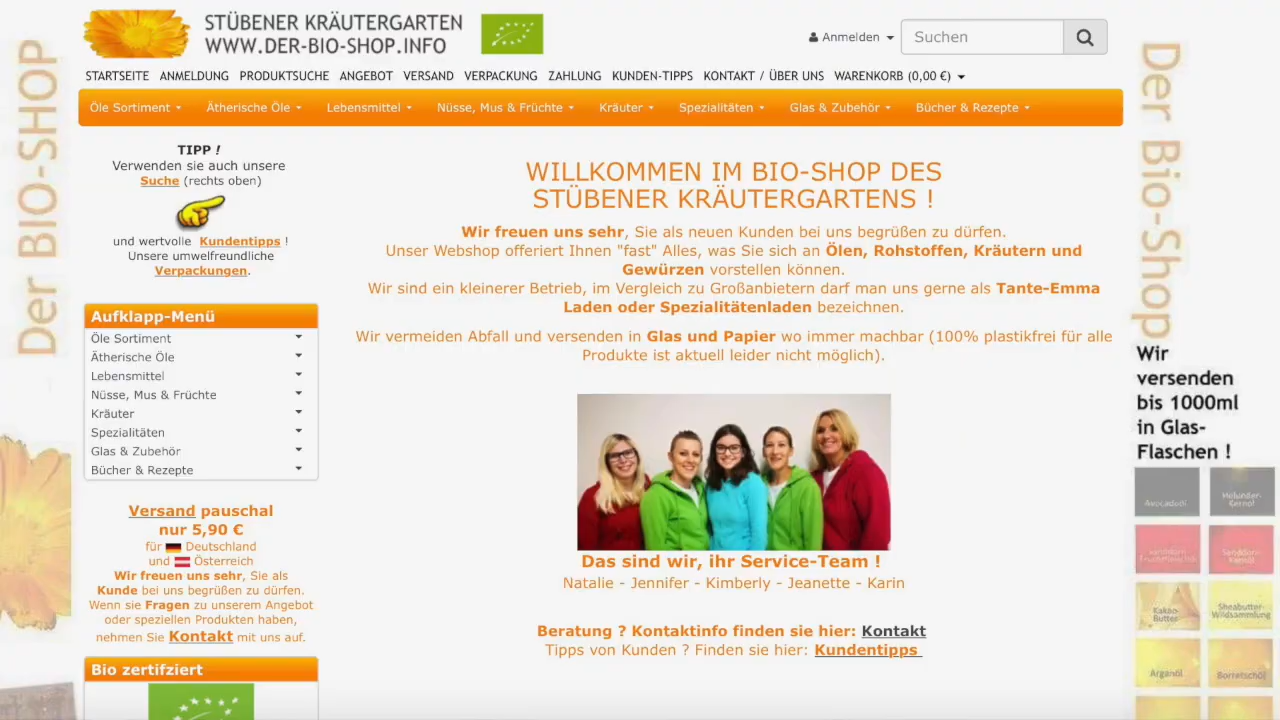 STÜBENER KRÄUTERGARTEN
WWW.DER-BIO-SHOP.INFO
Anmelden
Suchen
STARTSEITE ANMELDUNG PRODUKTSUCHE ANGEBOT VERSAND VERPACKUNG ZAHLUNG KUNDEN-TIPPS KONTAKT / ÜBER UNS WARENKORB (0,00 €)
Öle Sortiment Ätherische Öle Lebensmittel Nüsse, Mus & Früchte Kräuter Spezialitäten Glas & Zubehör Bücher & Rezepte
Der BIO-SHOP
TIPP !
Verwenden sie auch unsere
Suche (rechts oben)
und wertvolle Kundentipps !
Unsere umwelfreundliche
Verpackungen.
Aufklapp-Menü
Öle Sortiment
Ätherische Öle
Lebensmittel
Nüsse, Mus & Früchte
Kräuter
Spezialitäten
Glas & Zubehör
Bücher & Rezepte
Versand pauschal
nur 5,90 €
für Deutschland
und Österreich
Wir freuen uns sehr, Sie als
Kunde bei uns begrüßen zu dürfen.
Wenn sie Fragen zu unserem Angebot
oder speziellen Produkten haben,
nehmen Sie Kontakt mit uns auf.
Bio zertifziert
WILLKOMMEN IM BIO-SHOP DES
STÜBENER KRÄUTERGARTENS !
Wir freuen uns sehr, Sie als neuen Kunden bei uns begrüßen zu dürfen.
Unser Webshop offeriert Ihnen "fast" Alles, was Sie sich an Ölen, Rohstoffen, Kräutern und
Gewürzen vorstellen können.
Wir sind ein kleinerer Betrieb, im Vergleich zu Großanbietern darf man uns gerne als Tante-Emma
Laden oder Spezialitätenladen bezeichnen.
Wir vermeiden Abfall und versenden in Glas und Papier wo immer machbar (100% plastikfrei für alle
Produkte ist aktuell leider nicht möglich).
Das sind wir, ihr Service-Team !
Natalie - Jennifer - Kimberly - Jeanette - Karin
Beratung ? Kontaktinfo finden sie hier: Kontakt
Tipps von Kunden ? Finden sie hier: Kundentipps
Der Bio-Shop
Wir
versenden
bis 1000ml
in Glas-
Flaschen !
Avocadoöl
Holunder-
Kernöl
Sanddorn
Fruchtfleischöl
Kakao-
Butter
Sheabutter-
Wildsammlung
Arganöl
Borretschöl